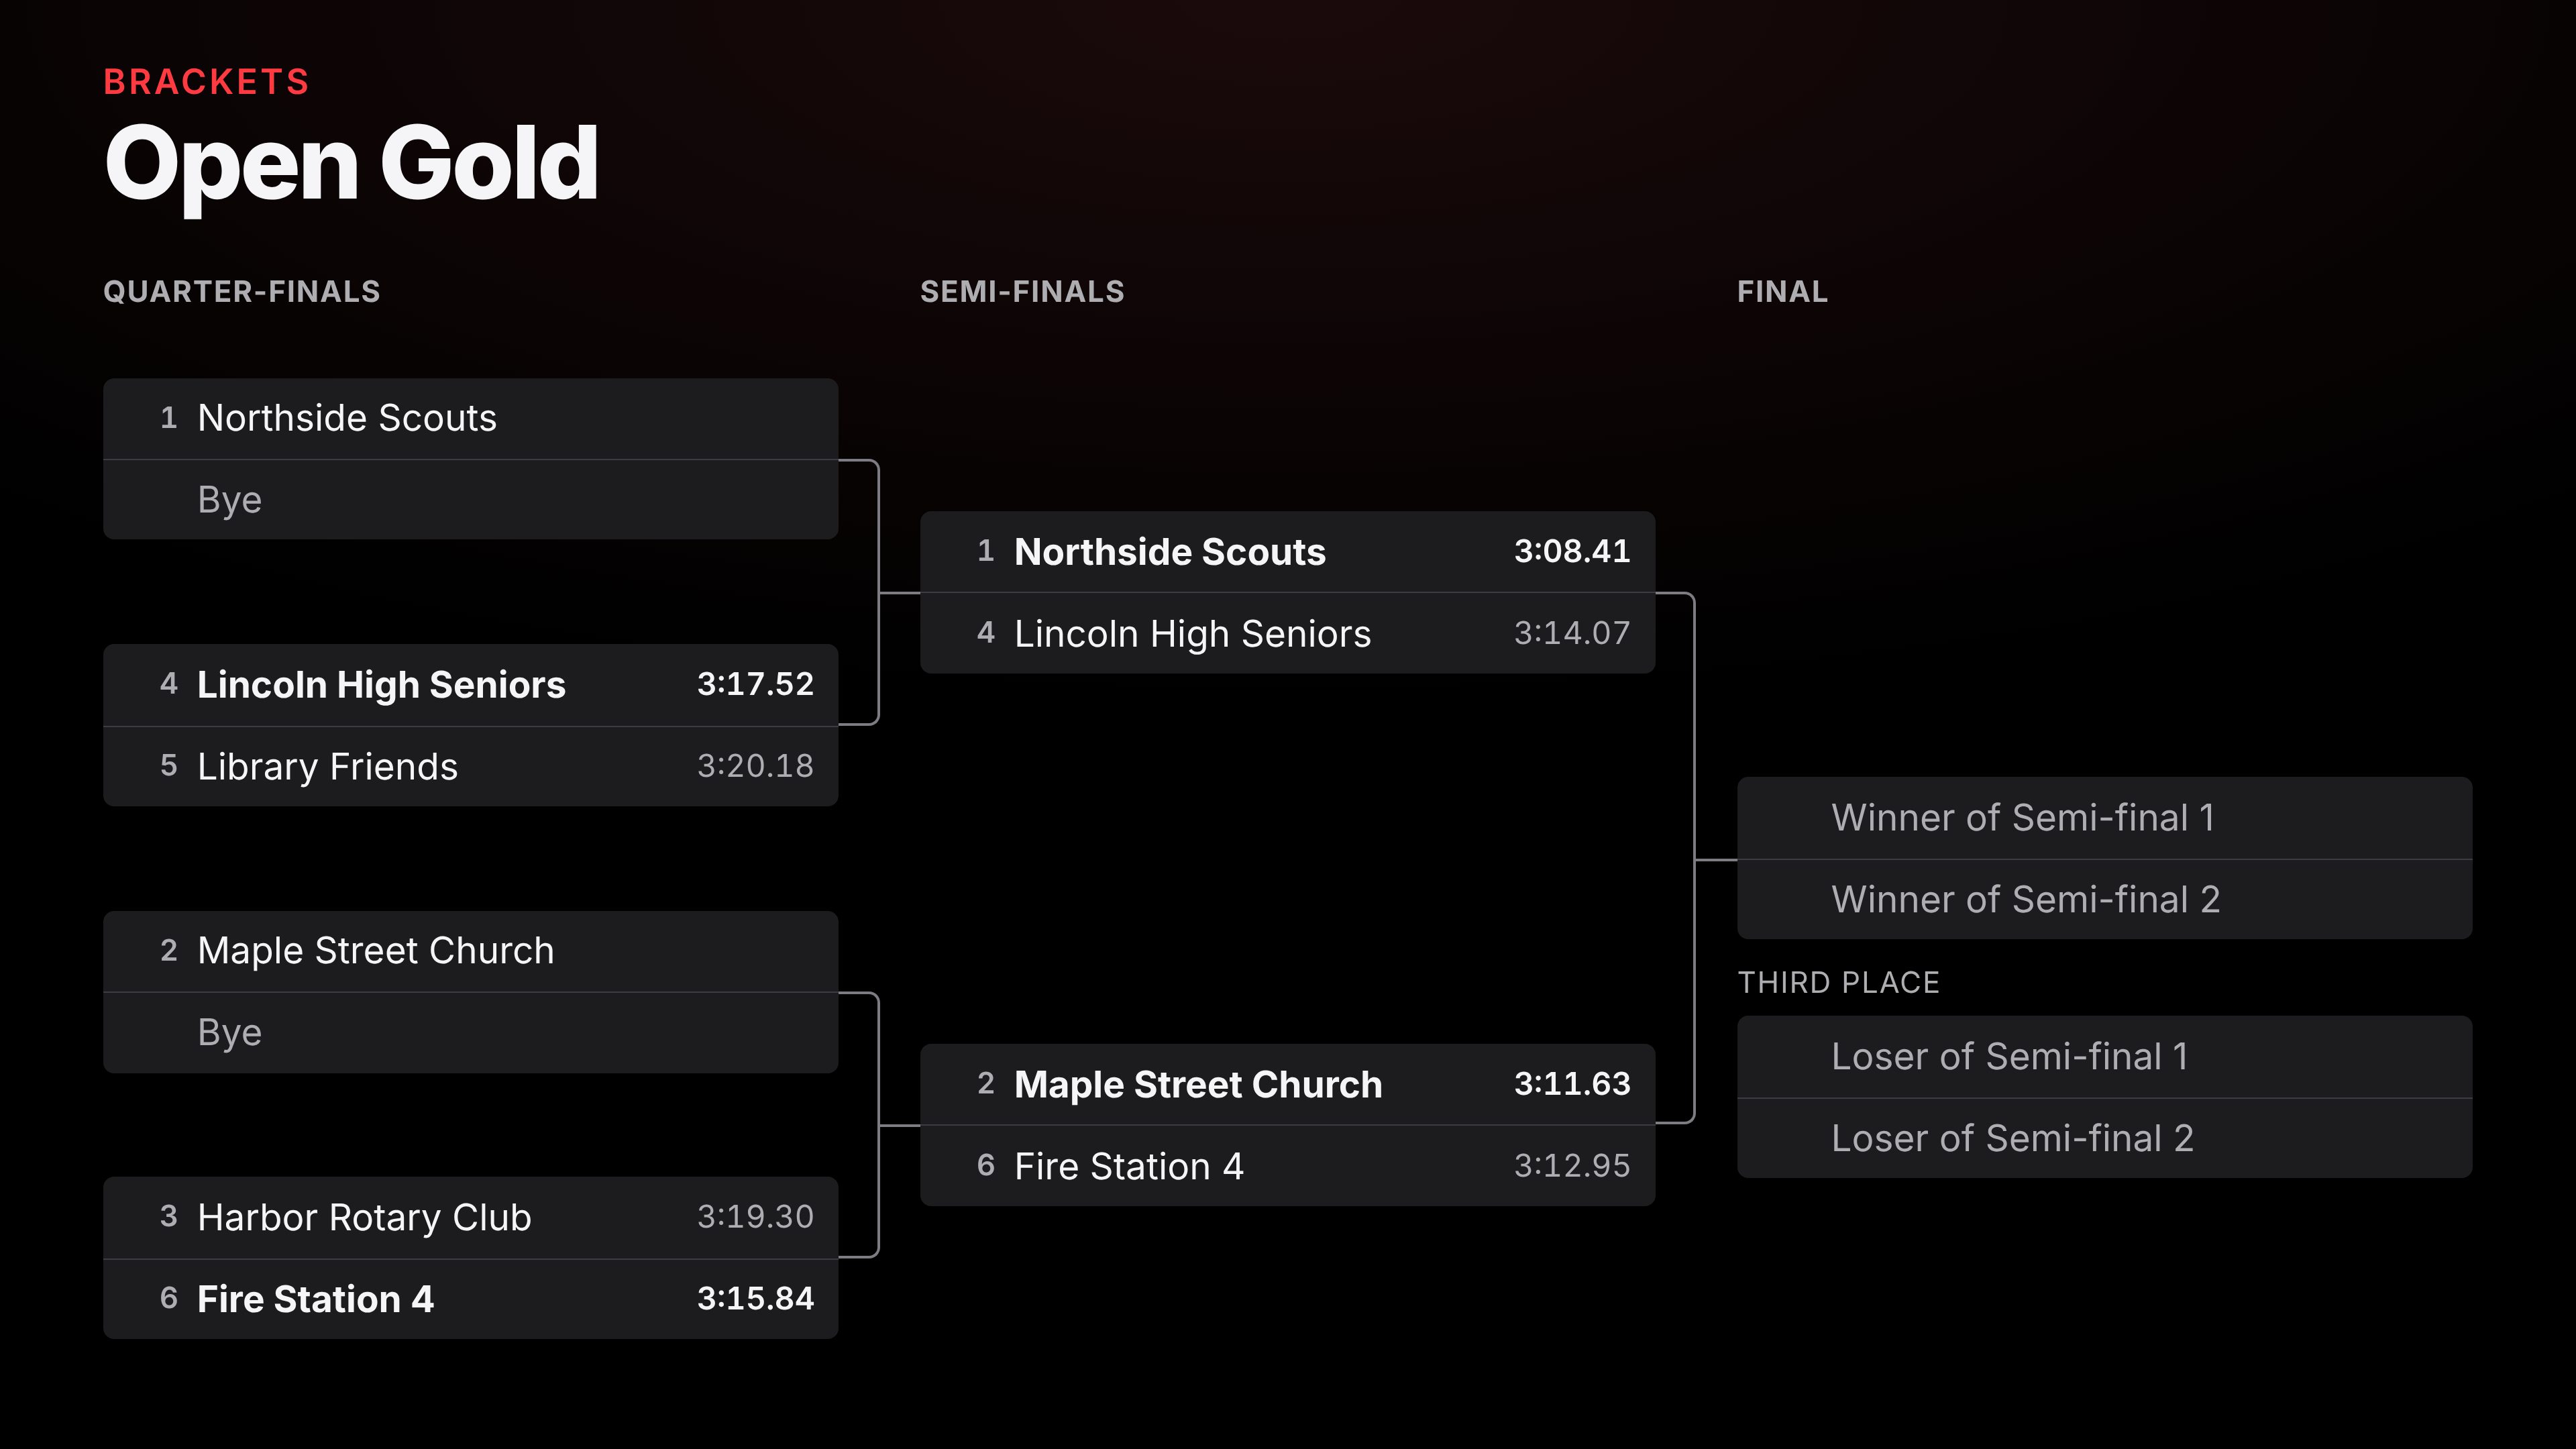 BRACKETS
Open Gold
QUARTER-FINALS
1 Northside Scouts
Bye
4 Lincoln High Seniors 3:17.52
5 Library Friends 3:20.18
2 Maple Street Church
Bye
3 Harbor Rotary Club 3:19.30
6 Fire Station 4 3:15.84
SEMI-FINALS
1 Northside Scouts 3:08.41
4 Lincoln High Seniors 3:14.07
2 Maple Street Church 3:11.63
6 Fire Station 4 3:12.95
FINAL
Winner of Semi-final 1
Winner of Semi-final 2
THIRD PLACE
Loser of Semi-final 1
Loser of Semi-final 2